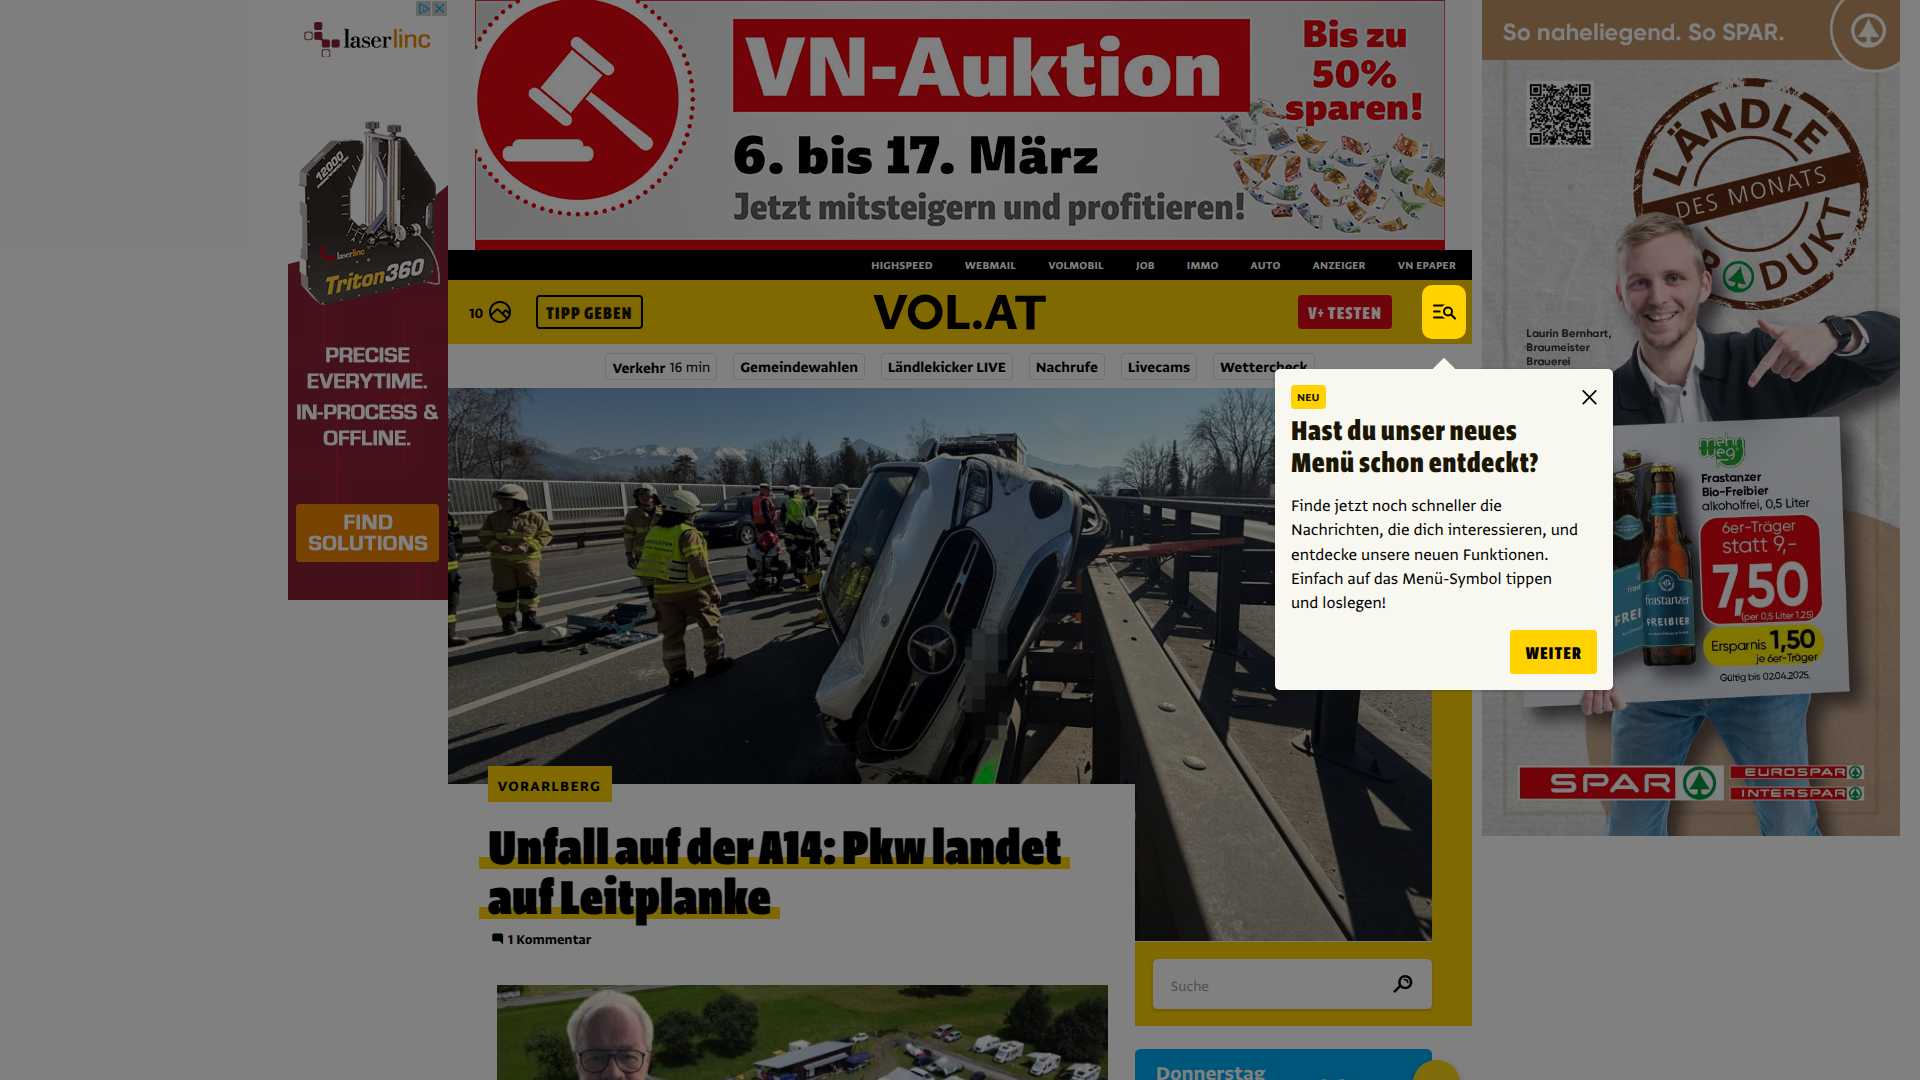 laserlinc
12000
laserlinc
Triton360
PRECISE
EVERYTIME.
IN-PROCESS &
OFFLINE.
FIND
SOLUTIONS
VN-Auktion
6. bis 17. März
Jetzt mitsteigern und profitieren!
Bis zu
50%
sparen!
HIGHSPEED WEBMAIL VOLMOBIL JOB IMMO AUTO ANZEIGER VN EPAPER
10 TIPP GEBEN VOL.AT V+ TESTEN
Verkehr 16 min Gemeindewahlen Ländlekicker LIVE Nachrufe Livecams Wettercheck
NEU
Hast du unser neues
Menü schon entdeckt?
Finde jetzt noch schneller die
Nachrichten, die dich interessieren, und
entdecke unsere neuen Funktionen.
Einfach auf das Menü-Symbol tippen
und loslegen!
WEITER
VORARLBERG
Unfall auf der A14: Pkw landet
auf Leitplanke
1 Kommentar
Suche
Donnerstag
So naheliegend. So SPAR.
LÄNDLE
DES MONATS
PRODUKT
Laurin Bernhart,
Braumeister
Brauerei
mehr
weg
Frastanzer
Bio-Freibier
alkoholfrei, 0,5 Liter
6er-Träger
statt 9,-
7,50
(per 0,5 Liter 1.25)
Ersparnis 1,50
je 6er-Träger
Gültig bis 02.04.2025.
frastanzer
FREIBIER
SPAR
EUROSPAR
INTERSPAR